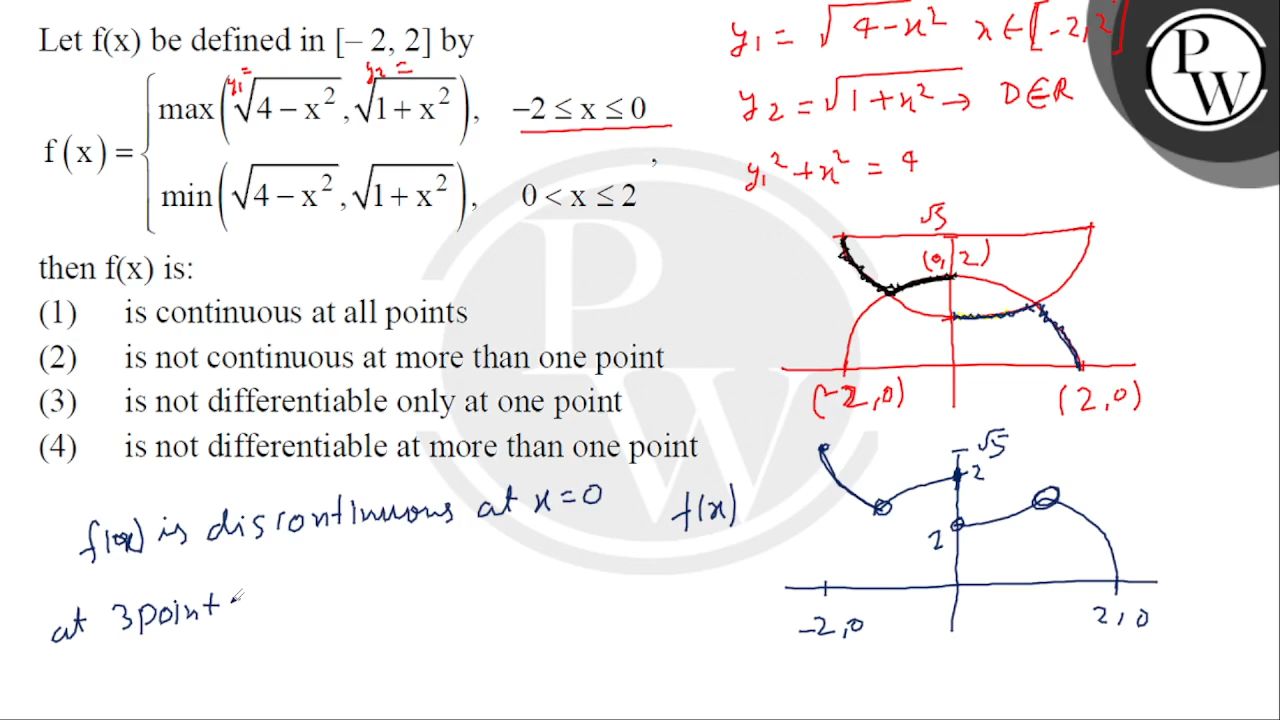 Let f(x) be defined in [– 2, 2] by
y₁ = y₂ =
f(x) = { max(√(4 − x²), √(1 + x²)), −2 ≤ x ≤ 0
min(√(4 − x²), √(1 + x²)), 0 < x ≤ 2 ,
then f(x) is:
(1) is continuous at all points
(2) is not continuous at more than one point
(3) is not differentiable only at one point
(4) is not differentiable at more than one point
f(x) is discontinuous at x = 0
at 3 point
y₁ = √(4 − x²) x ∈ [-2, 2]
y₂ = √(1 + x²) → D ∈ R
y₁² + x² = 4
√5
(0, 2)
(-2, 0) (2, 0)
f(x)
√5
2
2
-2, 0 2, 0
P
W
P
W